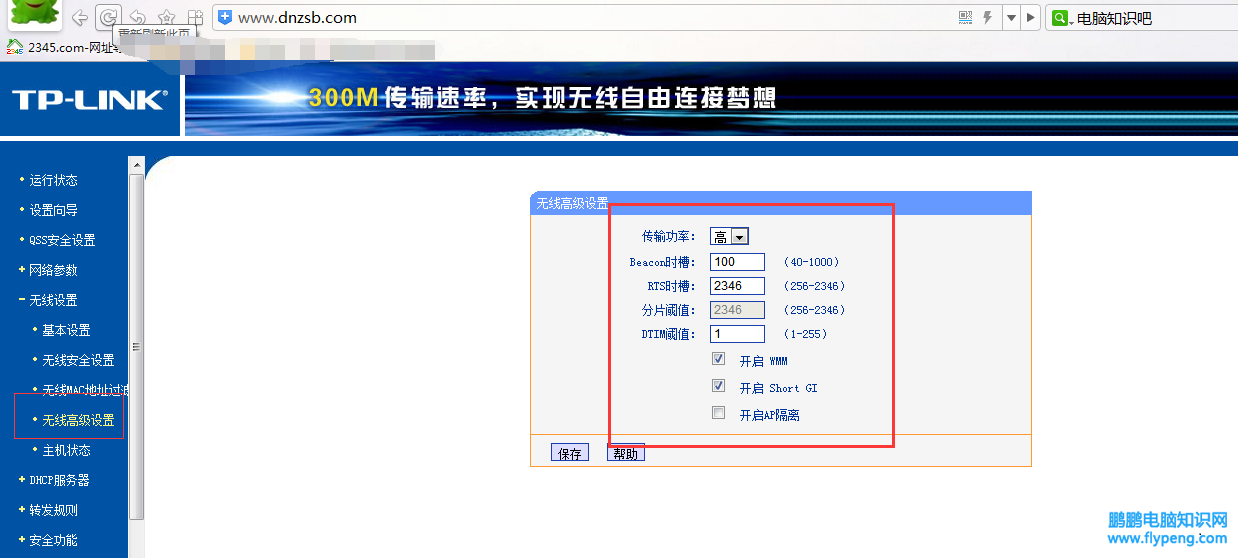 www.dnzsb.com
电脑知识吧
重新刷新此页
2345.com-网址导
TP-LINK®
300M传输速率，实现无线自由连接梦想
运行状态
设置向导
QSS安全设置
+ 网络参数
- 无线设置
基本设置
无线安全设置
无线MAC地址过滤
无线高级设置
主机状态
+ DHCP服务器
+ 转发规则
+ 安全功能
无线高级设置
传输功率： 高
Beacon时槽： 100 （40-1000）
RTS时槽： 2346 （256-2346）
分片阈值： 2346 （256-2346）
DTIM阈值： 1 （1-255）
开启 WMM
开启 Short GI
开启AP隔离
保存 帮助
鹏鹏电脑知识网
www.flypeng.com